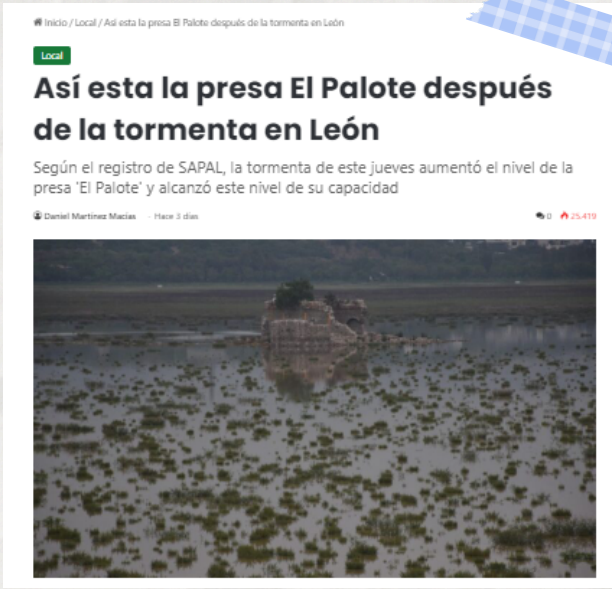 Inicio / Local / Así esta la presa El Palote después de la tormenta en León
Local
Así esta la presa El Palote después
de la tormenta en León
Según el registro de SAPAL, la tormenta de este jueves aumentó el nivel de la
presa 'El Palote' y alcanzó este nivel de su capacidad
Daniel Martínez Macías · Hace 3 días
0 25.419